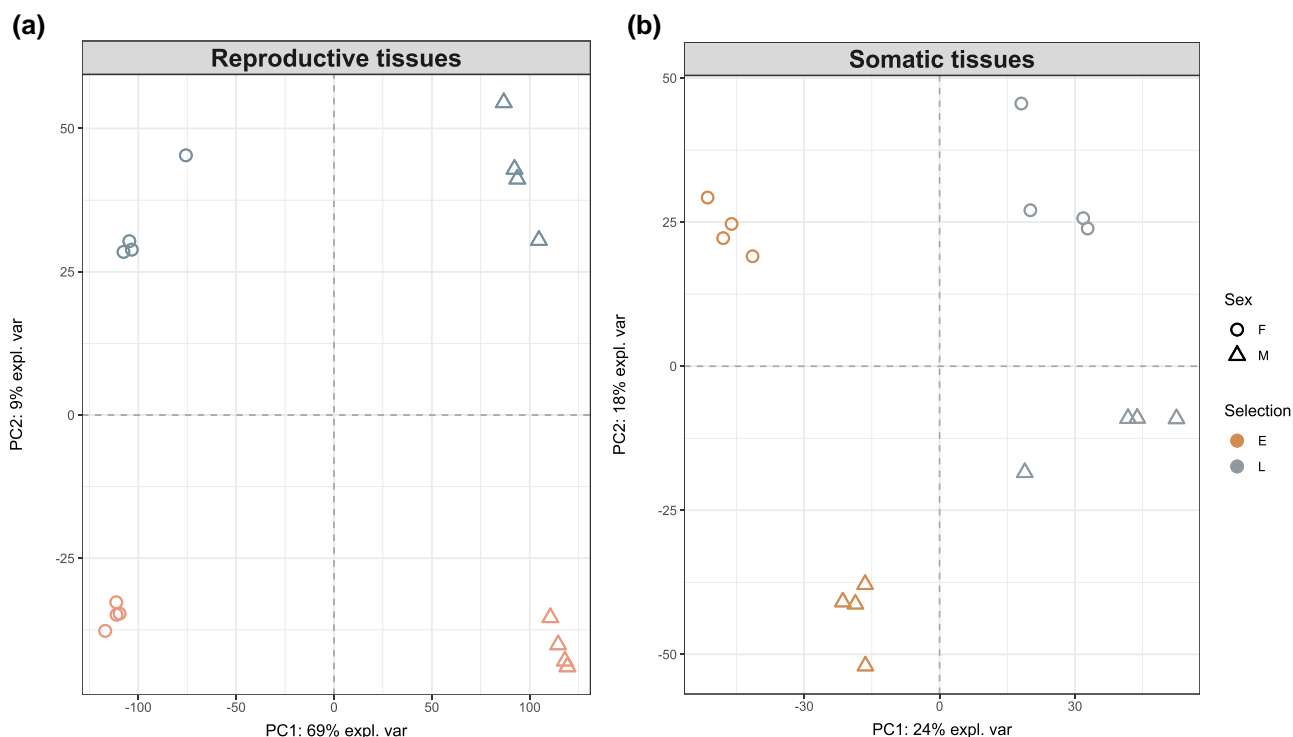 (a)
Reproductive tissues
50
25
0
-25
-100
-50
0
50
100
PC1: 69% expl. var
PC2: 9% expl. var
(b)
Somatic tissues
50
25
0
-25
-50
-30
0
30
PC1: 24% expl. var
PC2: 18% expl. var
Sex
F
M
Selection
E
L